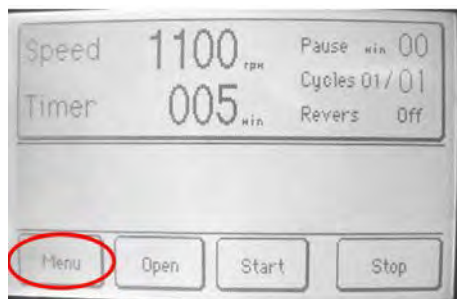 Speed 1100 rpm Pause min 00
Cycles 01/01
Timer 005 min Revers Off
Menu Open Start Stop